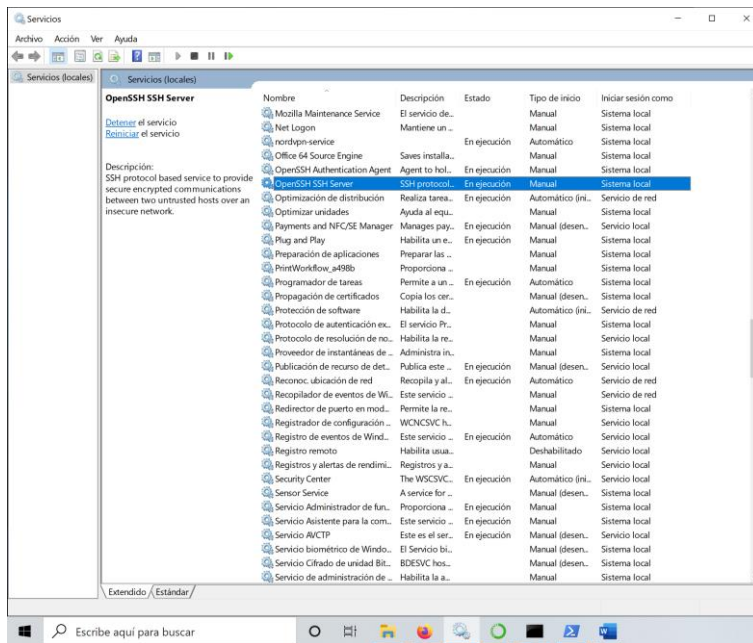 Servicios
Archivo Acción Ver Ayuda
Servicios (locales)
Servicios (locales)
OpenSSH SSH Server
Detener el servicio
Reiniciar el servicio
Descripción:
SSH protocol based service to provide
secure encrypted communications
between two untrusted hosts over an
insecure network.
Nombre Descripción Estado Tipo de inicio Iniciar sesión como
Mozilla Maintenance Service El servicio de... Manual Sistema local
Net Logon Mantiene un ... Manual Sistema local
nordvpn-service En ejecución Automático Sistema local
Office 64 Source Engine Saves installa... Manual Sistema local
OpenSSH Authentication Agent Agent to hol... En ejecución Manual Sistema local
OpenSSH SSH Server SSH protocol... En ejecución Manual Sistema local
Optimización de distribución Realiza tarea... En ejecución Automático (ini... Servicio de red
Optimizar unidades Ayuda al equ... Manual Sistema local
Payments and NFC/SE Manager Manages pay... En ejecución Manual (desen... Servicio local
Plug and Play Habilita un e... En ejecución Manual Sistema local
Preparación de aplicaciones Preparar las ... Manual Sistema local
PrintWorkflow_a498b Proporciona ... Manual Sistema local
Programador de tareas Permite a un ... En ejecución Automático Sistema local
Propagación de certificados Copia los cer... Manual (desen... Sistema local
Protección de software Habilita la d... Automático (ini... Servicio de red
Protocolo de autenticación ex... El servicio Pr... Manual Sistema local
Protocolo de resolución de no... Habilita la re... Manual Servicio local
Proveedor de instantáneas de ... Administra in... Manual Sistema local
Publicación de recurso de det... Publica este ... En ejecución Manual (desen... Servicio local
Reconoc. ubicación de red Recopila y al... En ejecución Automático Servicio de red
Recopilador de eventos de Wi... Este servicio ... Manual Servicio de red
Redirector de puerto en mod... Permite la re... Manual Sistema local
Registrador de configuración ... WCNCSVC h... Manual Servicio local
Registro de eventos de Wind... Este servicio ... En ejecución Automático Servicio local
Registro remoto Habilita usua... Deshabilitado Servicio local
Registros y alertas de rendimi... Registros y a... Manual Servicio local
Security Center The WSCSVC... En ejecución Automático (ini... Servicio local
Sensor Service A service for ... Manual (desen... Sistema local
Servicio Administrador de fun... Proporciona ... En ejecución Manual Sistema local
Servicio Asistente para la com... Este servicio ... En ejecución Manual Sistema local
Servicio AVCTP Este es el ser... En ejecución Manual (desen... Servicio local
Servicio biométrico de Windo... El Servicio bi... Manual (desen... Sistema local
Servicio Cifrado de unidad Bit... BDESVC hos... Manual (desen... Sistema local
Servicio de administración de ... Habilita la a... Manual Sistema local
Extendido Estándar
Escribe aquí para buscar